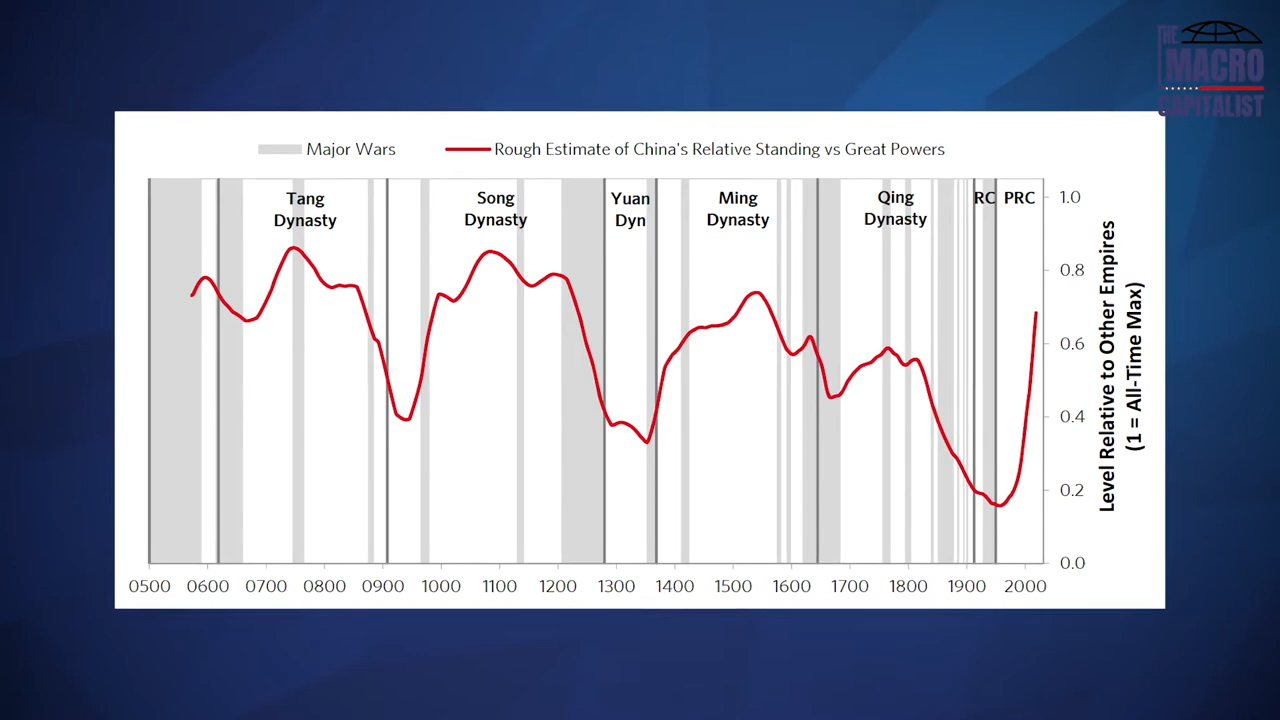 THE
MACRO
CAPITALIST
Major Wars
Rough Estimate of China's Relative Standing vs Great Powers
Tang
Dynasty
Song
Dynasty
Yuan
Dyn
Ming
Dynasty
Qing
Dynasty
RC
PRC
1.0
0.8
0.6
0.4
0.2
0.0
Level Relative to Other Empires
(1 = All-Time Max)
0500 0600 0700 0800 0900 1000 1100 1200 1300 1400 1500 1600 1700 1800 1900 2000